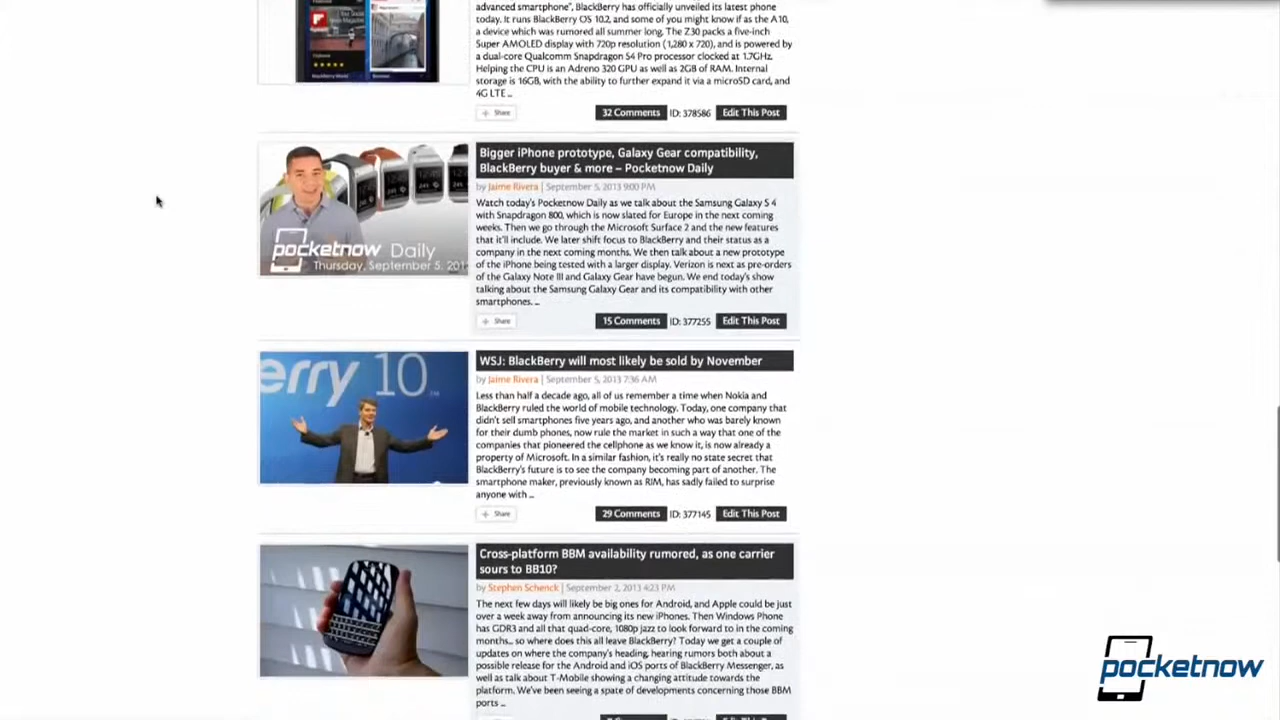 advanced smartphone", BlackBerry has officially unveiled its latest phone
today. It runs BlackBerry OS 10.2, and some of you might know if as the A10,
a device which was rumored all summer long. The Z30 packs a five-inch
Super AMOLED display with 720p resolution (1,280 x 720), and is powered by
a dual-core Qualcomm Snapdragon S4 Pro processor clocked at 1.7GHz.
Helping the CPU is an Adreno 320 GPU as well as 2GB of RAM. Internal
storage is 16GB, with the ability to further expand it via a microSD card, and
4G LTE ...
+ Share
32 Comments
ID: 378586
Edit This Post
Bigger iPhone prototype, Galaxy Gear compatibility,
BlackBerry buyer & more – Pocketnow Daily
by Jaime Rivera | September 5, 2013 9:00 PM
Watch today's Pocketnow Daily as we talk about the Samsung Galaxy S 4
with Snapdragon 800, which is now slated for Europe in the next coming
weeks. Then we go through the Microsoft Surface 2 and the new features
that it'll include. We later shift focus to BlackBerry and their status as a
company in the next coming months. We then talk about a new prototype
of the iPhone being tested with a larger display. Verizon is next as pre-orders
of the Galaxy Note III and Galaxy Gear have begun. We end today's show
talking about the Samsung Galaxy Gear and its compatibility with other
smartphones. ...
pocketnow Daily
Thursday, September 5, 201
+ Share
15 Comments
ID: 377255
Edit This Post
erry 10
WSJ: BlackBerry will most likely be sold by November
by Jaime Rivera | September 5, 2013 7:36 AM
Less than half a decade ago, all of us remember a time when Nokia and
BlackBerry ruled the world of mobile technology. Today, one company that
didn't sell smartphones five years ago, and another who was barely known
for their dumb phones, now rule the market in such a way that one of the
companies that pioneered the cellphone as we know it, is now already a
property of Microsoft. In a similar fashion, it's really no state secret that
BlackBerry's future is to see the company becoming part of another. The
smartphone maker, previously known as RIM, has sadly failed to surprise
anyone with ...
+ Share
29 Comments
ID: 377145
Edit This Post
Cross-platform BBM availability rumored, as one carrier
sours to BB10?
by Stephen Schenck | September 2, 2013 4:23 PM
The next few days will likely be big ones for Android, and Apple could be just
over a week away from announcing its new iPhones. Then Windows Phone
has GDR3 and all that quad-core, 1080p jazz to look forward to in the coming
months... so where does this all leave BlackBerry? Today we get a couple of
updates on where the company's heading, hearing rumors both about a
possible release for the Android and iOS ports of BlackBerry Messenger, as
well as talk about T-Mobile showing a changing attitude towards the
platform. We've been seeing a spate of developments concerning those BBM
ports ...
pocketnow